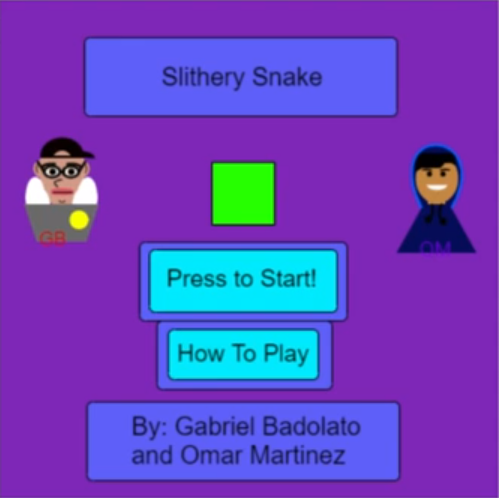 Slithery Snake
GB
OM
Press to Start!
How To Play
By: Gabriel Badolato
and Omar Martinez